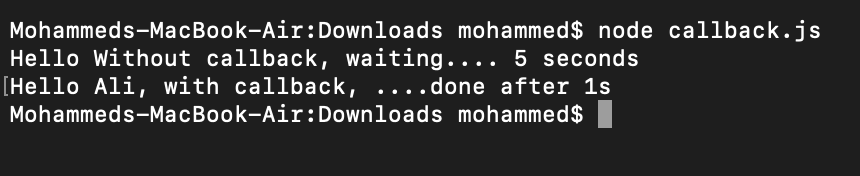 Mohammeds-MacBook-Air:Downloads mohammed$ node callback.js
Hello Without callback, waiting.... 5 seconds
[Hello Ali, with callback, ....done after 1s
Mohammeds-MacBook-Air:Downloads mohammed$